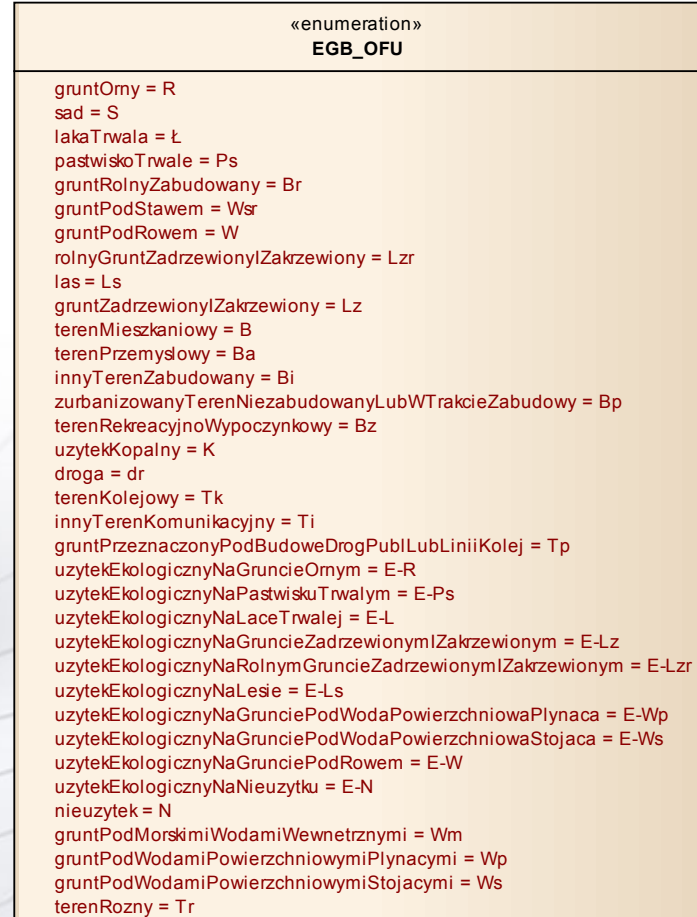 «enumeration»
EGB_OFU
gruntOrny = R
sad = S
lakaTrwala = Ł
pastwiskoTrwale = Ps
gruntRolnyZabudowany = Br
gruntPodStawem = Wsr
gruntPodRowem = W
rolnyGruntZadrzewionyIZakrzewiony = Lzr
las = Ls
gruntZadrzewionyIZakrzewiony = Lz
terenMieszkaniowy = B
terenPrzemyslowy = Ba
innyTerenZabudowany = Bi
zurbanizowanyTerenNiezabudowanyLubWTrakcieZabudowy = Bp
terenRekreacyjnoWypoczynkowy = Bz
uzytekKopalny = K
droga = dr
terenKolejowy = Tk
innyTerenKomunikacyjny = Ti
gruntPrzeznaczonyPodBudoweDrogPublLubLiniiKolej = Tp
uzytekEkologicznyNaGruncieOrnym = E-R
uzytekEkologicznyNaPastwiskuTrwalym = E-Ps
uzytekEkologicznyNaLaceTrwalej = E-L
uzytekEkologicznyNaGruncieZadrzewionymIZakrzewionym = E-Lz
uzytekEkologicznyNaRolnymGruncieZadrzewionymIZakrzewionym = E-Lzr
uzytekEkologicznyNaLesie = E-Ls
uzytekEkologicznyNaGrunciePodWodaPowierzchniowaPlynaca = E-Wp
uzytekEkologicznyNaGrunciePodWodaPowierzchniowaStojaca = E-Ws
uzytekEkologicznyNaGrunciePodRowem = E-W
uzytekEkologicznyNaNieuzytku = E-N
nieuzytek = N
gruntPodMorskimiWodamiWewnetrznymi = Wm
gruntPodWodamiPowierzchniowymiPlynacymi = Wp
gruntPodWodamiPowierzchniowymiStojacymi = Ws
terenRozny = Tr